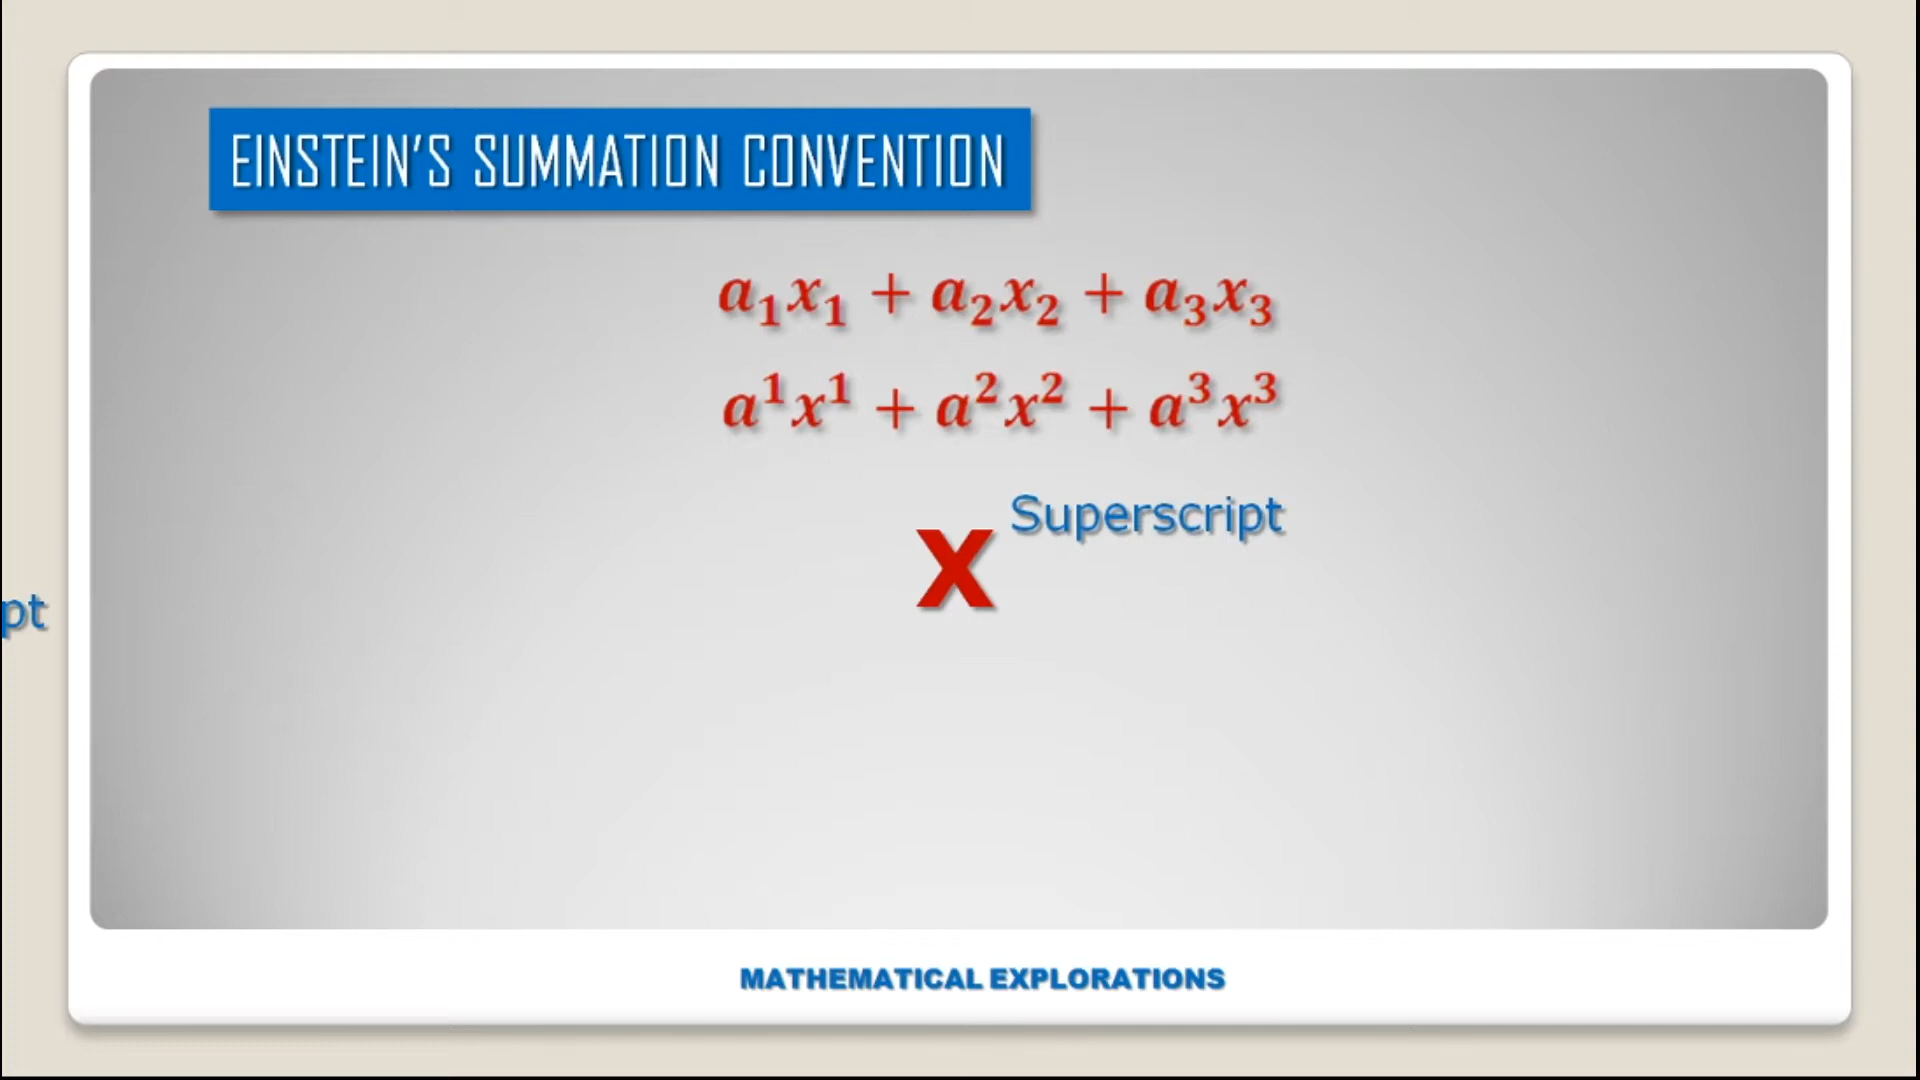 EINSTEIN'S SUMMATION CONVENTION
a₁x₁ + a₂x₂ + a₃x₃
a¹x¹ + a²x² + a³x³
X Superscript
pt
MATHEMATICAL EXPLORATIONS